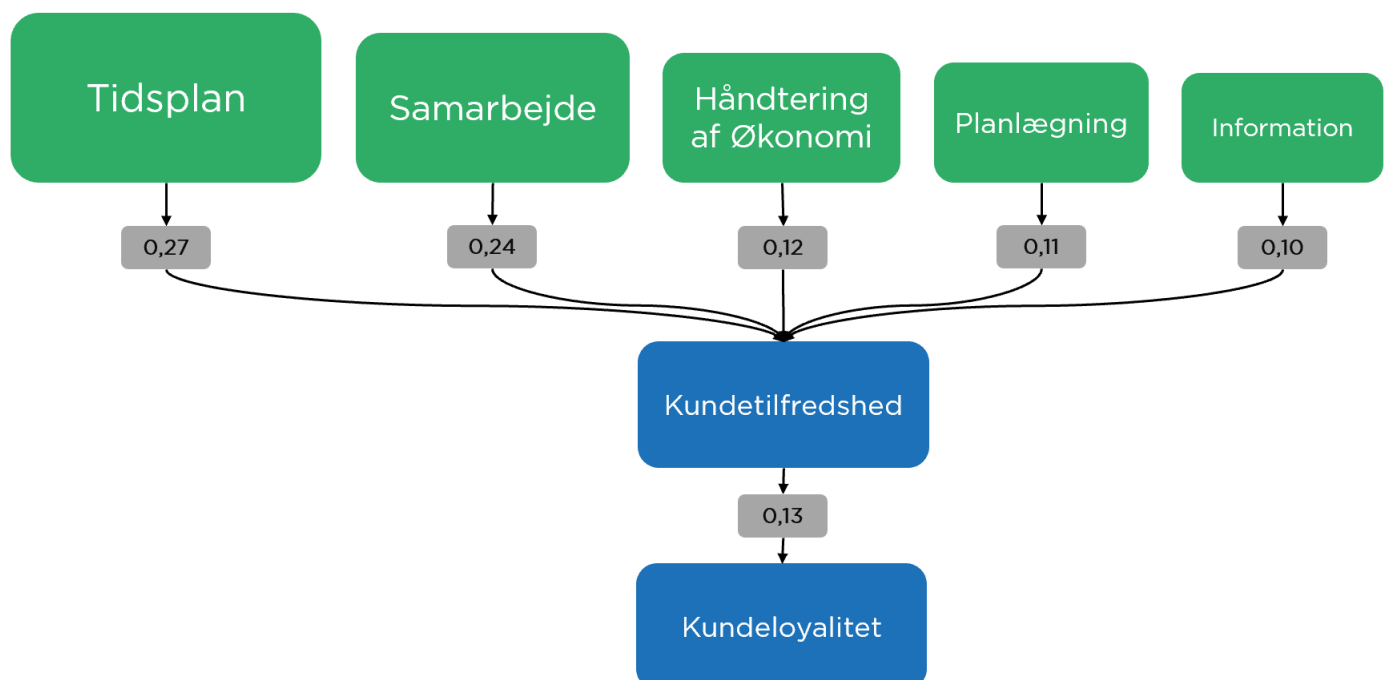 Tidsplan
Samarbejde
Håndtering
af Økonomi
Planlægning
Information
0,27
0,24
0,12
0,11
0,10
Kundetilfredshed
0,13
Kundeloyalitet